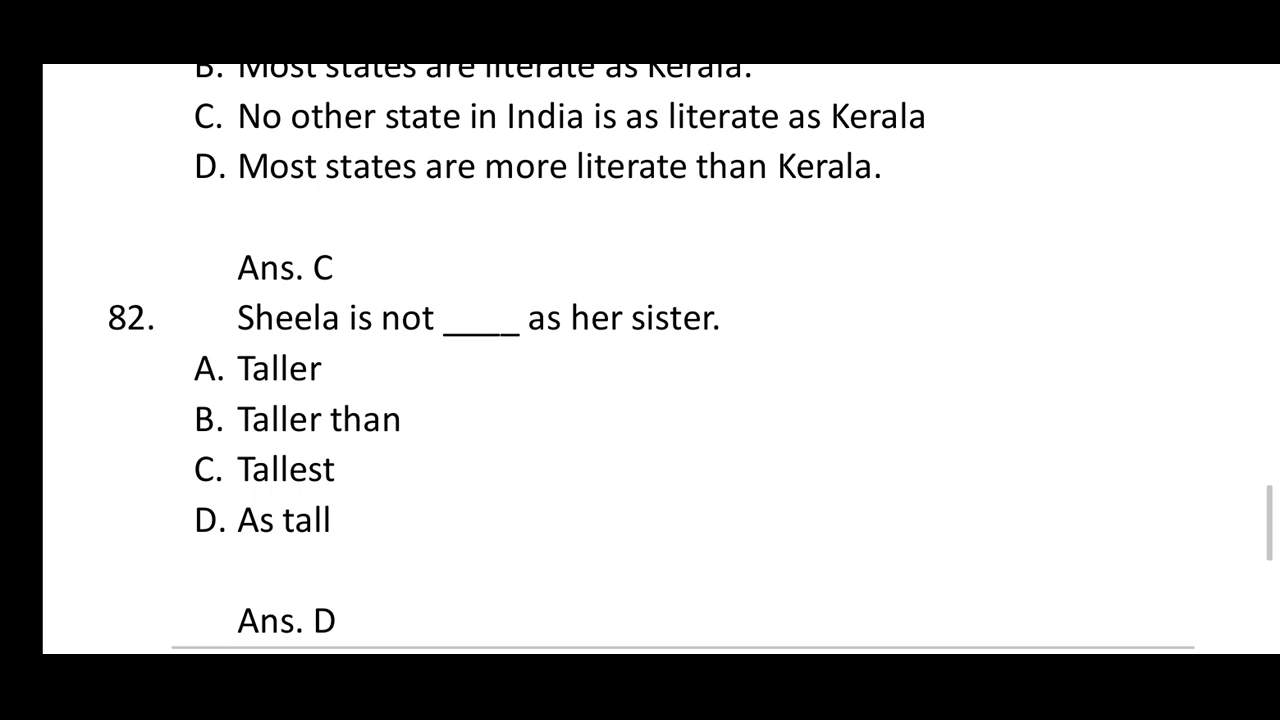 B. Most states are literate as Kerala.
C. No other state in India is as literate as Kerala
D. Most states are more literate than Kerala.
Ans. C
82. Sheela is not ____ as her sister.
A. Taller
B. Taller than
C. Tallest
D. As tall
Ans. D